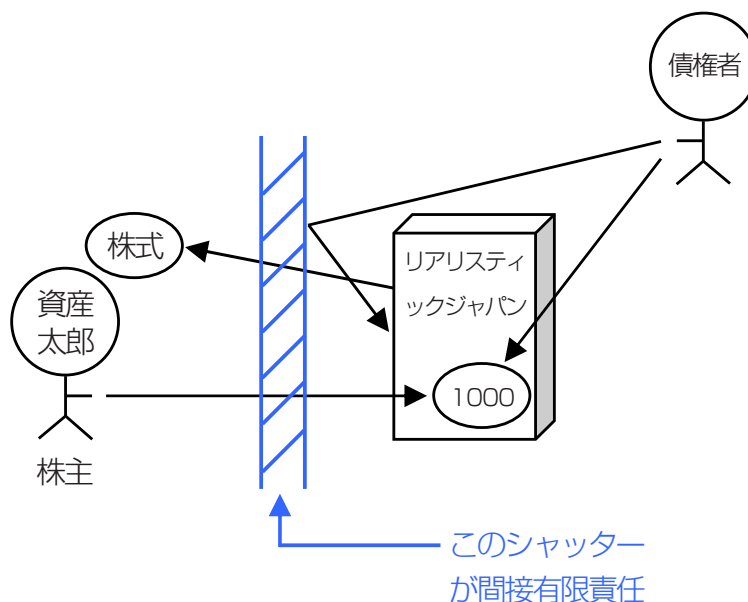 債権者
株式
リアリスティ
ックジャパン
資産
太郎
1000
株主
このシャッター
が間接有限責任